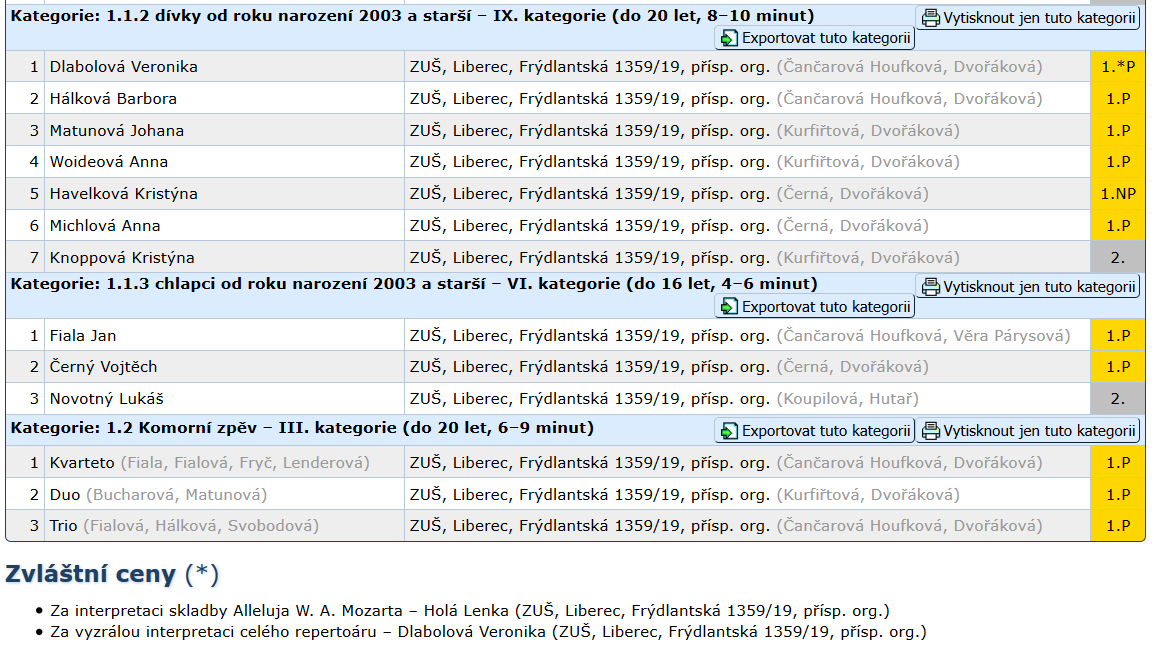 Kategorie: 1.1.2 dívky od roku narození 2003 a starší – IX. kategorie (do 20 let, 8–10 minut) Vytisknout jen tuto kategorii
Exportovat tuto kategorii
1 Dlabolová Veronika ZUŠ, Liberec, Frýdlantská 1359/19, přísp. org. (Čančarová Houfková, Dvořáková) 1.*P
2 Hálková Barbora ZUŠ, Liberec, Frýdlantská 1359/19, přísp. org. (Čančarová Houfková, Dvořáková) 1.P
3 Matunová Johana ZUŠ, Liberec, Frýdlantská 1359/19, přísp. org. (Kurfiřtová, Dvořáková) 1.P
4 Woideová Anna ZUŠ, Liberec, Frýdlantská 1359/19, přísp. org. (Kurfiřtová, Dvořáková) 1.P
5 Havelková Kristýna ZUŠ, Liberec, Frýdlantská 1359/19, přísp. org. (Černá, Dvořáková) 1.NP
6 Michlová Anna ZUŠ, Liberec, Frýdlantská 1359/19, přísp. org. (Černá, Dvořáková) 1.P
7 Knoppová Kristýna ZUŠ, Liberec, Frýdlantská 1359/19, přísp. org. (Kurfiřtová, Dvořáková) 2.
Kategorie: 1.1.3 chlapci od roku narození 2003 a starší – VI. kategorie (do 16 let, 4–6 minut) Vytisknout jen tuto kategorii
Exportovat tuto kategorii
1 Fiala Jan ZUŠ, Liberec, Frýdlantská 1359/19, přísp. org. (Čančarová Houfková, Věra Párysová) 1.P
2 Černý Vojtěch ZUŠ, Liberec, Frýdlantská 1359/19, přísp. org. (Černá, Dvořáková) 1.P
3 Novotný Lukáš ZUŠ, Liberec, Frýdlantská 1359/19, přísp. org. (Koupilová, Hutař) 2.
Kategorie: 1.2 Komorní zpěv – III. kategorie (do 20 let, 6–9 minut) Exportovat tuto kategorii Vytisknout jen tuto kategorii
1 Kvarteto (Fiala, Fialová, Fryč, Lenderová) ZUŠ, Liberec, Frýdlantská 1359/19, přísp. org. (Čančarová Houfková, Dvořáková) 1.P
2 Duo (Bucharová, Matunová) ZUŠ, Liberec, Frýdlantská 1359/19, přísp. org. (Kurfiřtová, Dvořáková) 1.P
3 Trio (Fialová, Hálková, Svobodová) ZUŠ, Liberec, Frýdlantská 1359/19, přísp. org. (Čančarová Houfková, Dvořáková) 1.P
Zvláštní ceny (*)
• Za interpretaci skladby Alleluja W. A. Mozarta – Holá Lenka (ZUŠ, Liberec, Frýdlantská 1359/19, přísp. org.)
• Za vyzrálou interpretaci celého repertoáru – Dlabolová Veronika (ZUŠ, Liberec, Frýdlantská 1359/19, přísp. org.)